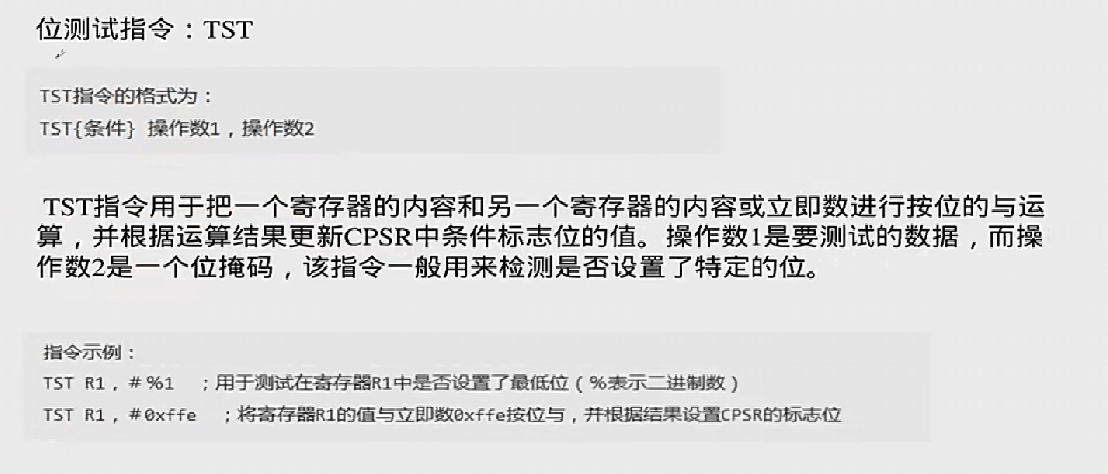 位测试指令：TST
TST指令的格式为：
TST{条件} 操作数1，操作数2
TST指令用于把一个寄存器的内容和另一个寄存器的内容或立即数进行按位的与运
算，并根据运算结果更新CPSR中条件标志位的值。操作数1是要测试的数据，而操
作数2是一个位掩码，该指令一般用来检测是否设置了特定的位。
指令示例：
TST R1，#%1 ；用于测试在寄存器R1中是否设置了最低位（%表示二进制数）
TST R1，#0xffe ；将寄存器R1的值与立即数0xffe按位与，并根据结果设置CPSR的标志位